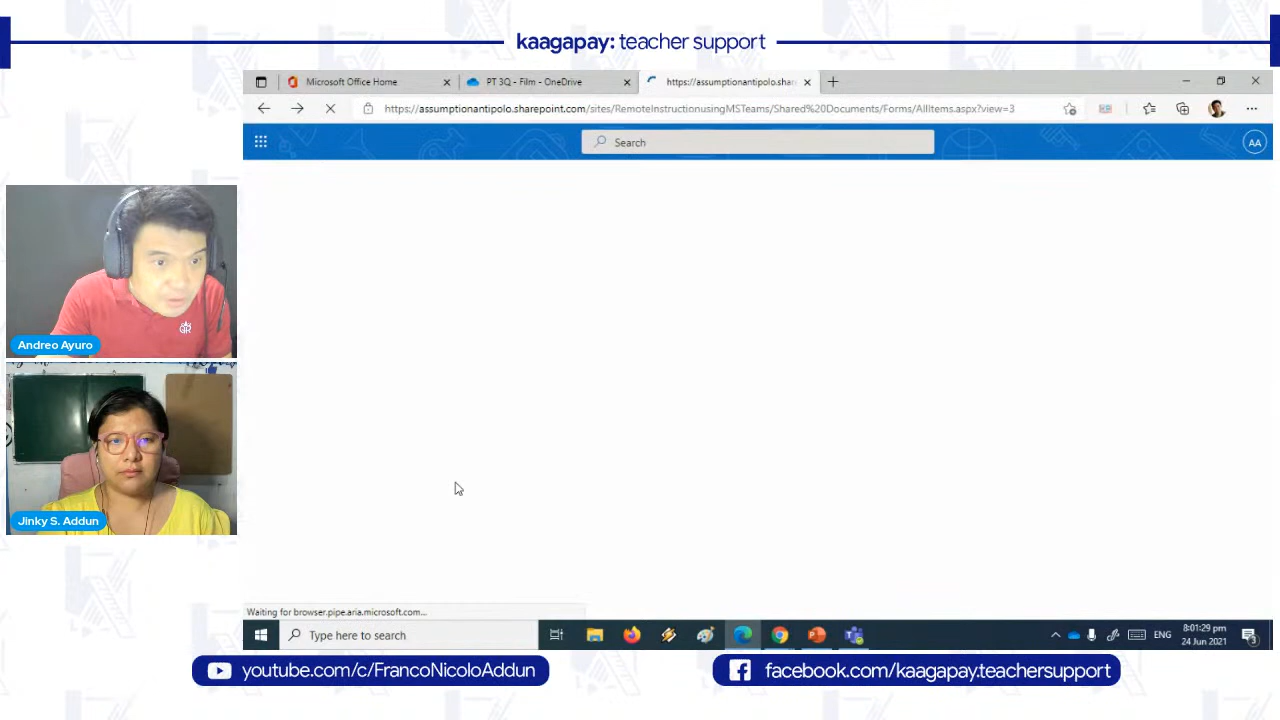 kaagapay: teacher support
Microsoft Office Home
PT 3Q - Film - OneDrive
https://assumptionantipolo.shar
https://assumptionantipolo.sharepoint.com/sites/RemoteInstructionusingMSTeams/Shared%20Documents/Forms/AllItems.aspx?view=3
Search
AA
Andreo Ayuro
Jinky S. Addun
Waiting for browser.pipe.aria.microsoft.com...
Type here to search
ENG
8:01:29 pm
24 Jun 2021
3
youtube.com/c/FrancoNicoloAddun
facebook.com/kaagapay.teachersupport